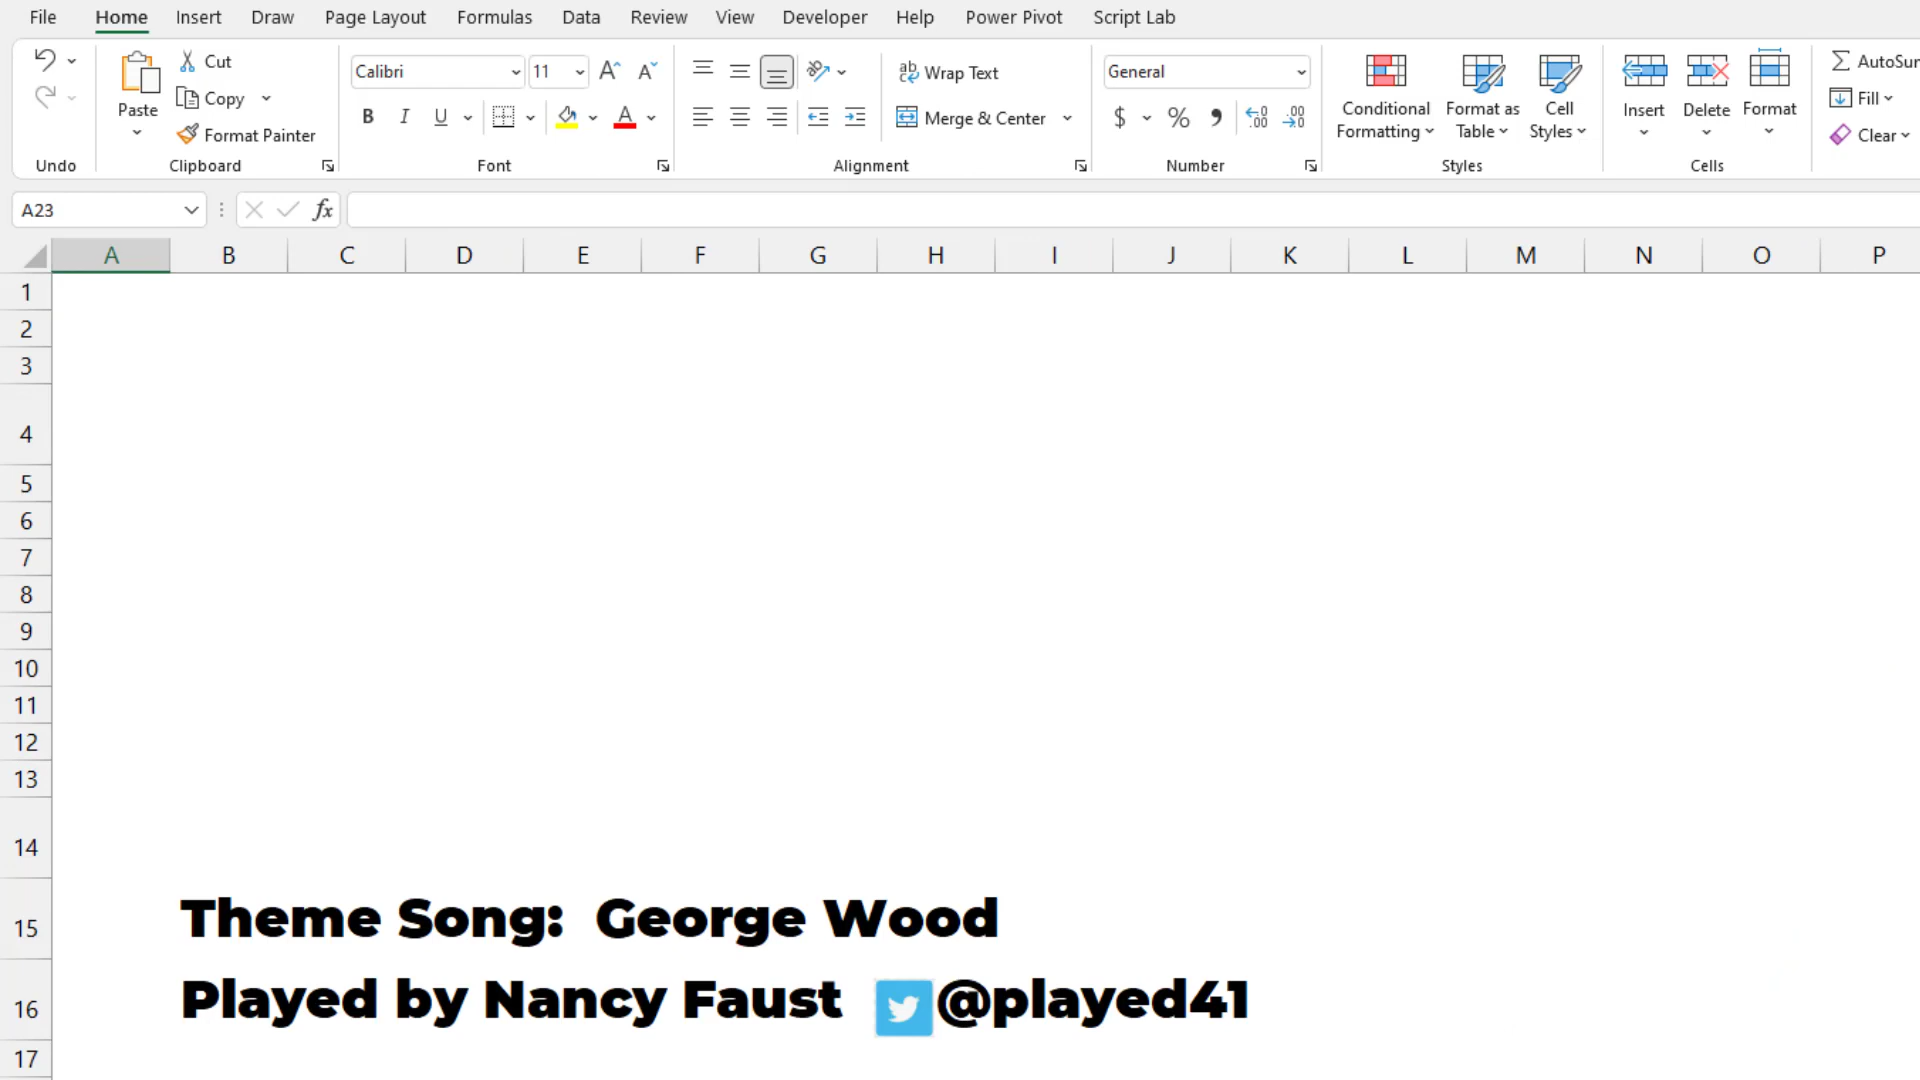 File Home Insert Draw Page Layout Formulas Data Review View Developer Help Power Pivot Script Lab
Paste
Cut
Copy
Format Painter
Calibri 11
B I U
Wrap Text
Merge & Center
General
$ %
Conditional Formatting
Format as Table
Cell Styles
Insert
Delete
Format
AutoSu
Fill
Clear
Undo Clipboard Font Alignment Number Styles Cells
A23 fx
A B C D E F G H I J K L M N O P
1
2
3
4
5
6
7
8
9
10
11
12
13
14
15 Theme Song: George Wood
16 Played by Nancy Faust @played41
17